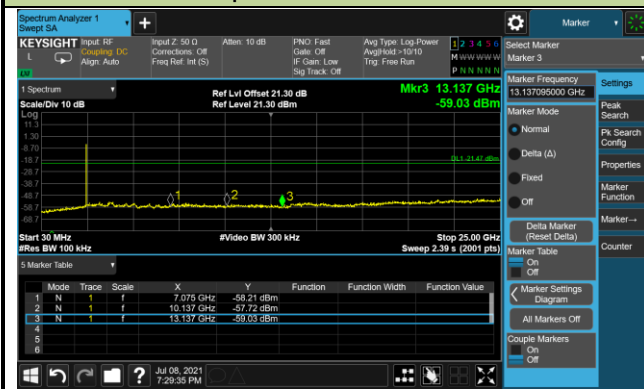 Spectrum Analyzer 1
Swept SA
Marker
KEYSIGHT
L
Input: RF
Coupling: DC
Align: Auto
Input Z: 50 Ω
Corrections: Off
Freq Ref: Int (S)
Atten: 10 dB
PNO: Fast
Gate: Off
IF Gain: Low
Sig Track: Off
Avg Type: Log-Power
Avg|Hold:>10/10
Trig: Free Run
1 2 3 4 5 6
M W W W W W
P N N N N N
Select Marker
Marker 3
1 Spectrum
Scale/Div 10 dB
Ref Lvl Offset 21.30 dB
Ref Level 21.30 dBm
Mkr3 13.137 GHz
-59.03 dBm
Log
11.3
1.30
-8.70
-18.7
-28.7
-38.7
-48.7
-58.7
-68.7
DL1 -21.47 dBm
1
2
3
Start 30 MHz
#Res BW 100 kHz
#Video BW 300 kHz
Stop 25.00 GHz
Sweep 2.39 s (2001 pts)
5 Marker Table
Mode Trace Scale X Y Function Function Width Function Value
1 N 1 f 7.075 GHz -58.21 dBm
2 N 1 f 10.137 GHz -57.72 dBm
3 N 1 f 13.137 GHz -59.03 dBm
4
5
6
Marker Frequency
13.137095000 GHz
Marker Mode
Normal
Delta (Δ)
Fixed
Off
Delta Marker
(Reset Delta)
Marker Table
On
Off
Marker Settings
Diagram
All Markers Off
Couple Markers
On
Off
Settings
Peak
Search
Pk Search
Config
Properties
Marker
Function
Marker→
Counter
Jul 08, 2021
7:29:35 PM